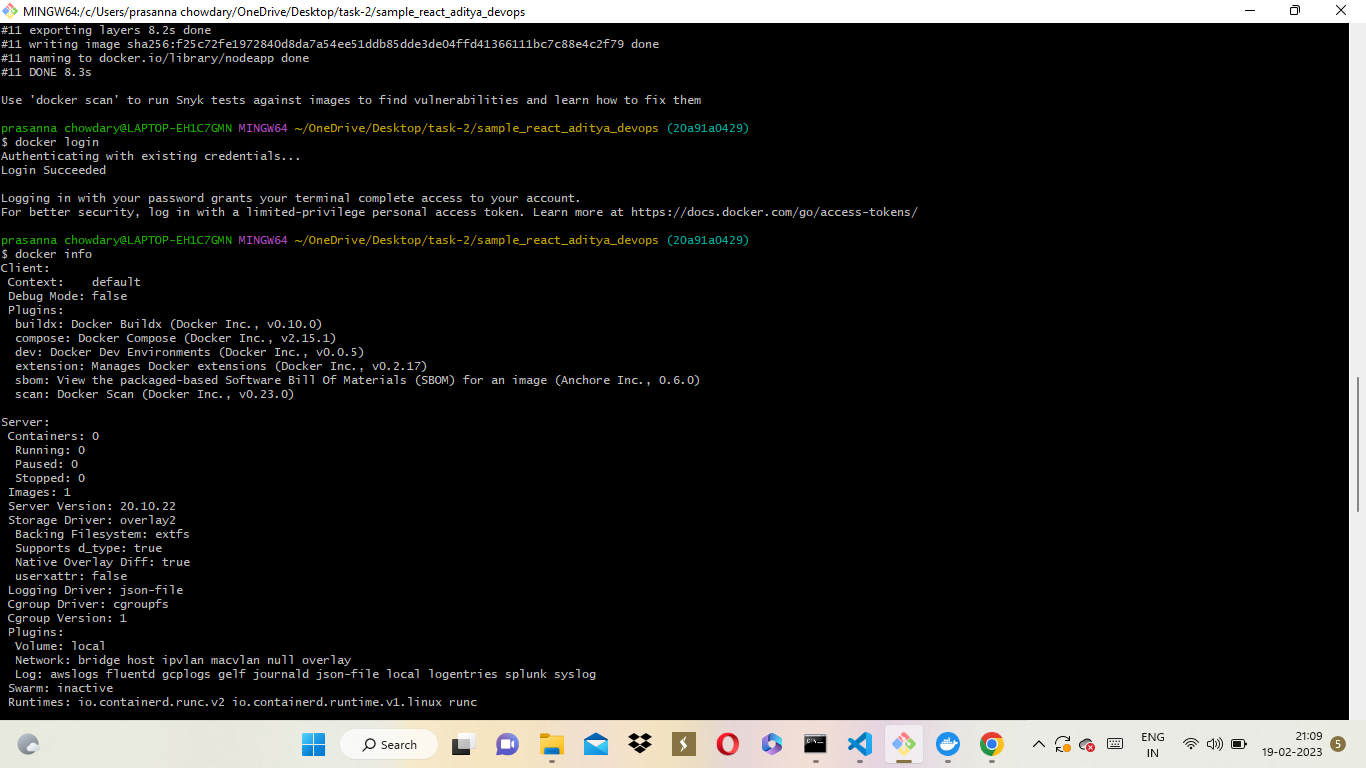 MINGW64:/c/Users/prasanna chowdary/OneDrive/Desktop/task-2/sample_react_aditya_devops
#11 exporting layers 8.2s done
#11 writing image sha256:f25c72fe1972840d8da7a54ee51ddb85dde3de04ffd41366111bc7c88e4c2f79 done
#11 naming to docker.io/library/nodeapp done
#11 DONE 8.3s
Use 'docker scan' to run Snyk tests against images to find vulnerabilities and learn how to fix them
prasanna chowdary@LAPTOP-EH1C7GMN MINGW64 ~/OneDrive/Desktop/task-2/sample_react_aditya_devops (20a91a0429)
$ docker login
Authenticating with existing credentials...
Login Succeeded
Logging in with your password grants your terminal complete access to your account.
For better security, log in with a limited-privilege personal access token. Learn more at https://docs.docker.com/go/access-tokens/
prasanna chowdary@LAPTOP-EH1C7GMN MINGW64 ~/OneDrive/Desktop/task-2/sample_react_aditya_devops (20a91a0429)
$ docker info
Client:
Context:    default
Debug Mode: false
Plugins:
buildx: Docker Buildx (Docker Inc., v0.10.0)
compose: Docker Compose (Docker Inc., v2.15.1)
dev: Docker Dev Environments (Docker Inc., v0.0.5)
extension: Manages Docker extensions (Docker Inc., v0.2.17)
sbom: View the packaged-based Software Bill Of Materials (SBOM) for an image (Anchore Inc., 0.6.0)
scan: Docker Scan (Docker Inc., v0.23.0)
Server:
Containers: 0
Running: 0
Paused: 0
Stopped: 0
Images: 1
Server Version: 20.10.22
Storage Driver: overlay2
Backing Filesystem: extfs
Supports d_type: true
Native Overlay Diff: true
userxattr: false
Logging Driver: json-file
Cgroup Driver: cgroupfs
Cgroup Version: 1
Plugins:
Volume: local
Network: bridge host ipvlan macvlan null overlay
Log: awslogs fluentd gcplogs gelf journald json-file local logentries splunk syslog
Swarm: inactive
Runtimes: io.containerd.runc.v2 io.containerd.runtime.v1.linux runc
Search
ENG
IN
21:09
19-02-2023
5